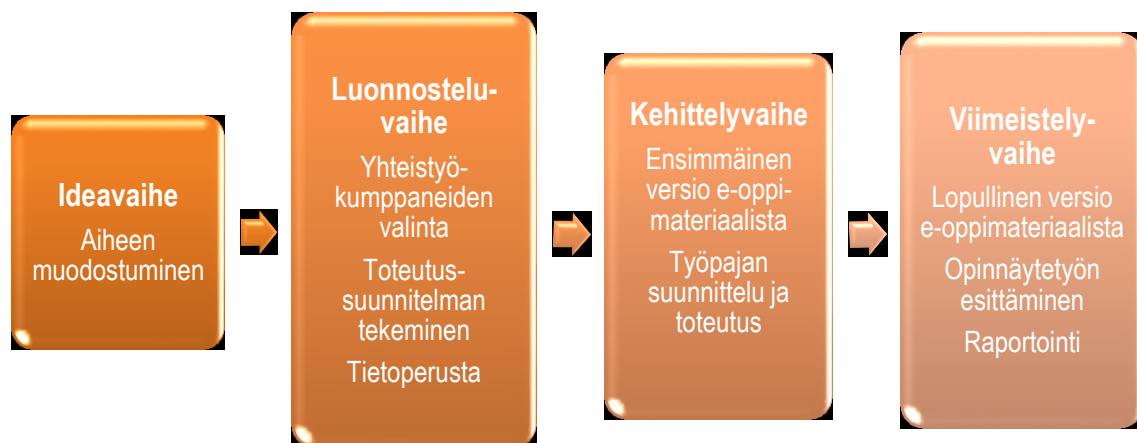 Ideavaihe
Aiheen
muodostuminen
Luonnostelu-
vaihe
Yhteistyö-
kumppaneiden
valinta
Toteutus-
suunnitelman
tekeminen
Tietoperusta
Kehittelyvaihe
Ensimmäinen
versio e-oppi-
materiaalista
Työpajan
suunnittelu ja
toteutus
Viimeistely-
vaihe
Lopullinen versio
e-oppimateriaalista
Opinnäytetyön
esittäminen
Raportointi